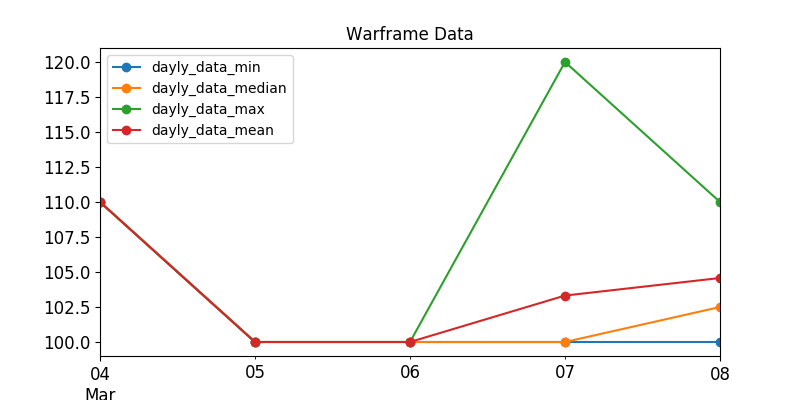 Warframe Data
dayly_data_min
dayly_data_median
dayly_data_max
dayly_data_mean
120.0
117.5
115.0
112.5
110.0
107.5
105.0
102.5
100.0
04 05 06 07 08
Mar